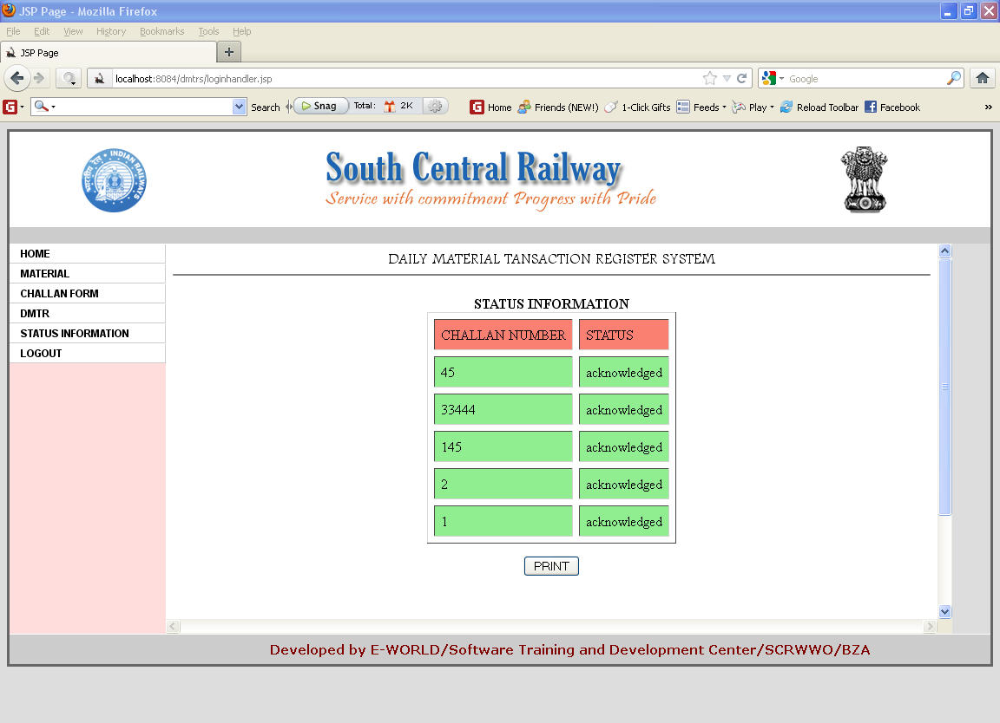 JSP Page - Mozilla Firefox
File Edit View History Bookmarks Tools Help
JSP Page
localhost:8084/dmtrs/loginhandler.jsp
Google
Search Snag Total: 2K Home Friends (NEW!) 1-Click Gifts Feeds Play Reload Toolbar Facebook »
INDIAN RAILWAYS
भारतीय रेल
South Central Railway
Service with commitment Progress with Pride
HOME
MATERIAL
CHALLAN FORM
DMTR
STATUS INFORMATION
LOGOUT
DAILY MATERIAL TANSACTION REGISTER SYSTEM
STATUS INFORMATION
CHALLAN NUMBER STATUS
45 acknowledged
33444 acknowledged
145 acknowledged
2 acknowledged
1 acknowledged
PRINT
Developed by E-WORLD/Software Training and Development Center/SCRWWO/BZA